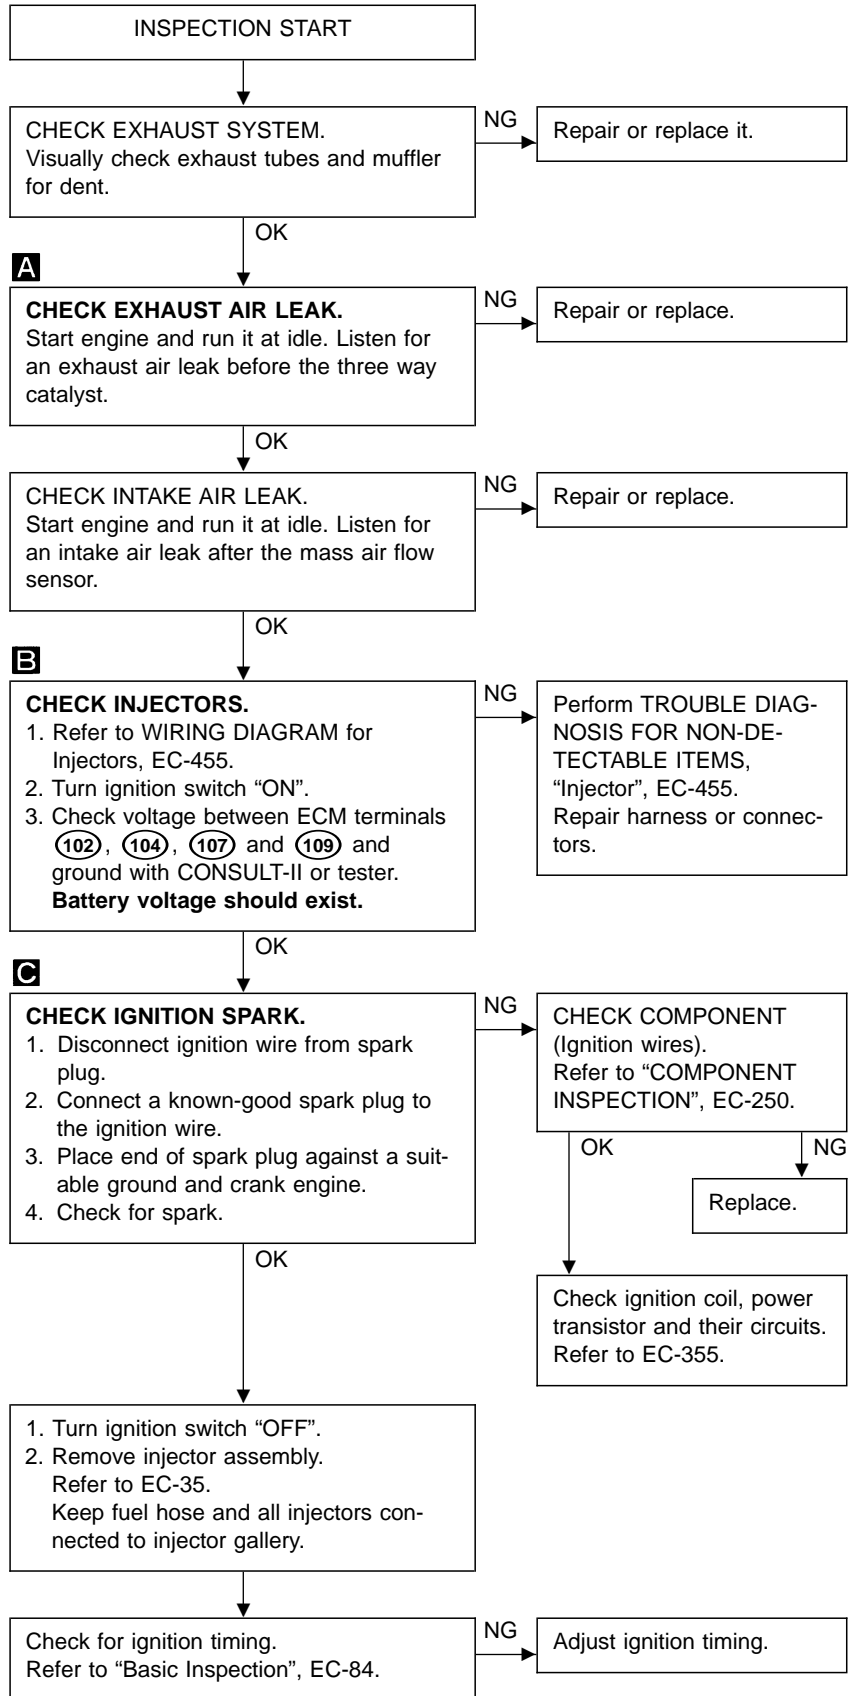 INSPECTION START
CHECK EXHAUST SYSTEM.
Visually check exhaust tubes and muffler
for dent.
NG
Repair or replace it.
OK
A
CHECK EXHAUST AIR LEAK.
Start engine and run it at idle. Listen for
an exhaust air leak before the three way
catalyst.
NG
Repair or replace.
OK
CHECK INTAKE AIR LEAK.
Start engine and run it at idle. Listen for
an intake air leak after the mass air flow
sensor.
NG
Repair or replace.
OK
B
CHECK INJECTORS.
1. Refer to WIRING DIAGRAM for
Injectors, EC-455.
2. Turn ignition switch “ON”.
3. Check voltage between ECM terminals
102, 104, 107 and 109 and
ground with CONSULT-II or tester.
Battery voltage should exist.
NG
Perform TROUBLE DIAG-
NOSIS FOR NON-DE-
TECTABLE ITEMS,
“Injector”, EC-455.
Repair harness or connec-
tors.
OK
C
CHECK IGNITION SPARK.
1. Disconnect ignition wire from spark
plug.
2. Connect a known-good spark plug to
the ignition wire.
3. Place end of spark plug against a suit-
able ground and crank engine.
4. Check for spark.
NG
CHECK COMPONENT
(Ignition wires).
Refer to “COMPONENT
INSPECTION”, EC-250.
OK
NG
Replace.
Check ignition coil, power
transistor and their circuits.
Refer to EC-355.
OK
1. Turn ignition switch “OFF”.
2. Remove injector assembly.
Refer to EC-35.
Keep fuel hose and all injectors con-
nected to injector gallery.
Check for ignition timing.
Refer to “Basic Inspection”, EC-84.
NG
Adjust ignition timing.